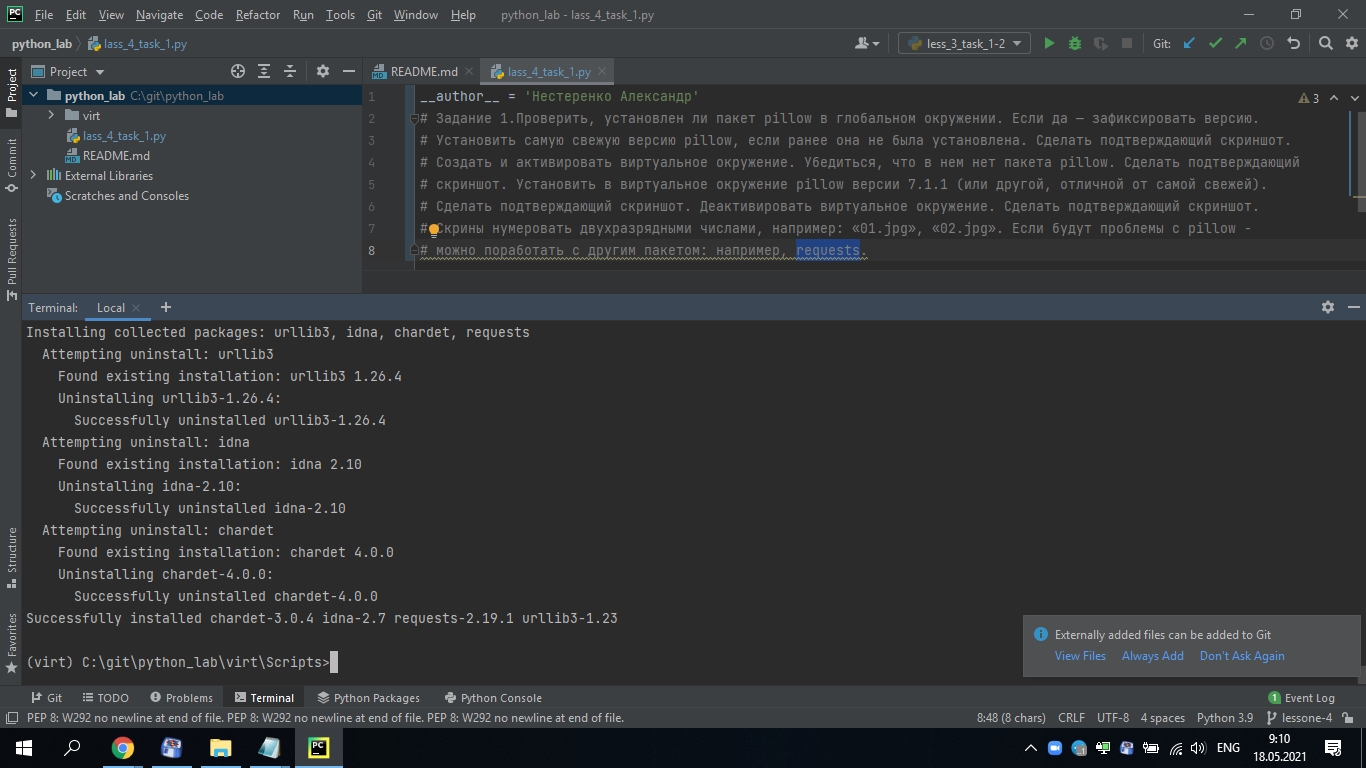 File Edit View Navigate Code Refactor Run Tools Git Window Help python_lab - lass_4_task_1.py
python_lab lass_4_task_1.py less_3_task_1-2 Git:
Project
README.md lass_4_task_1.py
python_lab C:\git\python_lab
virt
lass_4_task_1.py
README.md
External Libraries
Scratches and Consoles
Project
Commit
Pull Requests
Structure
Favorites
1 __author__ = 'Нестеренко Александр'
2 # Задание 1.Проверить, установлен ли пакет pillow в глобальном окружении. Если да — зафиксировать версию.
3 # Установить самую свежую версию pillow, если ранее она не была установлена. Сделать подтверждающий скриншот.
4 # Создать и активировать виртуальное окружение. Убедиться, что в нем нет пакета pillow. Сделать подтверждающий
5 # скриншот. Установить в виртуальное окружение pillow версии 7.1.1 (или другой, отличной от самой свежей).
6 # Сделать подтверждающий скриншот. Деактивировать виртуальное окружение. Сделать подтверждающий скриншот.
7 # Скрины нумеровать двухразрядными числами, например: «01.jpg», «02.jpg». Если будут проблемы с pillow -
8 # можно поработать с другим пакетом: например, requests.
3
Terminal: Local
Installing collected packages: urllib3, idna, chardet, requests
Attempting uninstall: urllib3
Found existing installation: urllib3 1.26.4
Uninstalling urllib3-1.26.4:
Successfully uninstalled urllib3-1.26.4
Attempting uninstall: idna
Found existing installation: idna 2.10
Uninstalling idna-2.10:
Successfully uninstalled idna-2.10
Attempting uninstall: chardet
Found existing installation: chardet 4.0.0
Uninstalling chardet-4.0.0:
Successfully uninstalled chardet-4.0.0
Successfully installed chardet-3.0.4 idna-2.7 requests-2.19.1 urllib3-1.23
(virt) C:\git\python_lab\virt\Scripts>
Externally added files can be added to Git
View Files Always Add Don't Ask Again
Git TODO Problems Terminal Python Packages Python Console 1 Event Log
PEP 8: W292 no newline at end of file. PEP 8: W292 no newline at end of file. PEP 8: W292 no newline at end of file. 8:48 (8 chars) CRLF UTF-8 4 spaces Python 3.9 lessone-4
ENG
9:10
18.05.2021